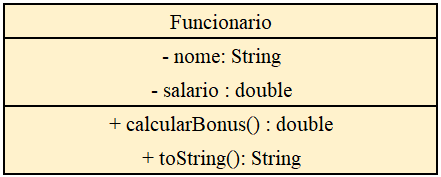 Funcionario
- nome: String
- salario : double
+ calcularBonus() : double
+ toString(): String